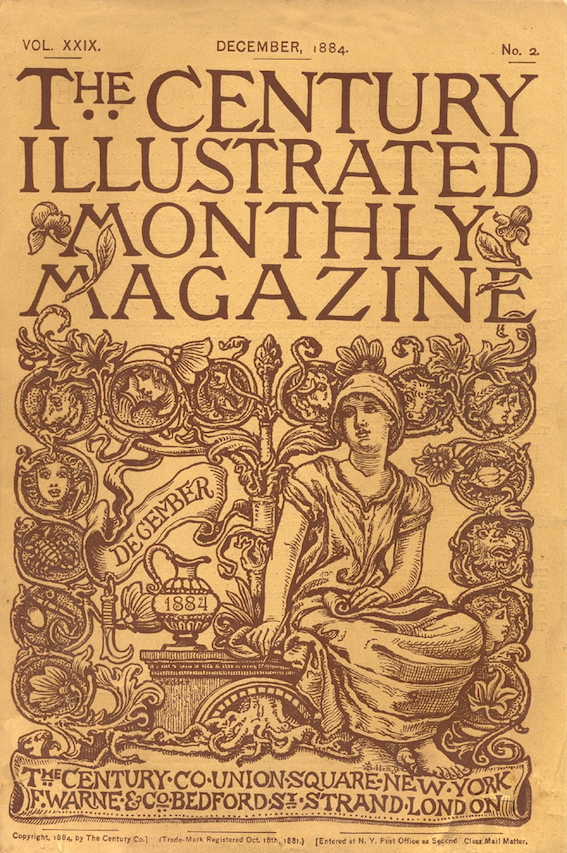 VOL. XXIX. DECEMBER, 1884. No. 2.
THE CENTURY
ILLUSTRATED
MONTHLY
MAGAZINE
DECEMBER
1884
THE CENTURY·CO·UNION·SQUARE·NEW·YORK
F·WARNE·&·CO·BEDFORD·ST·STRAND·LONDON
Copyright, 1884, by The Century Co.] (Trade-Mark Registered Oct. 18th, 1881.) [Entered at N. Y. Post Office as Second Class Mail Matter.